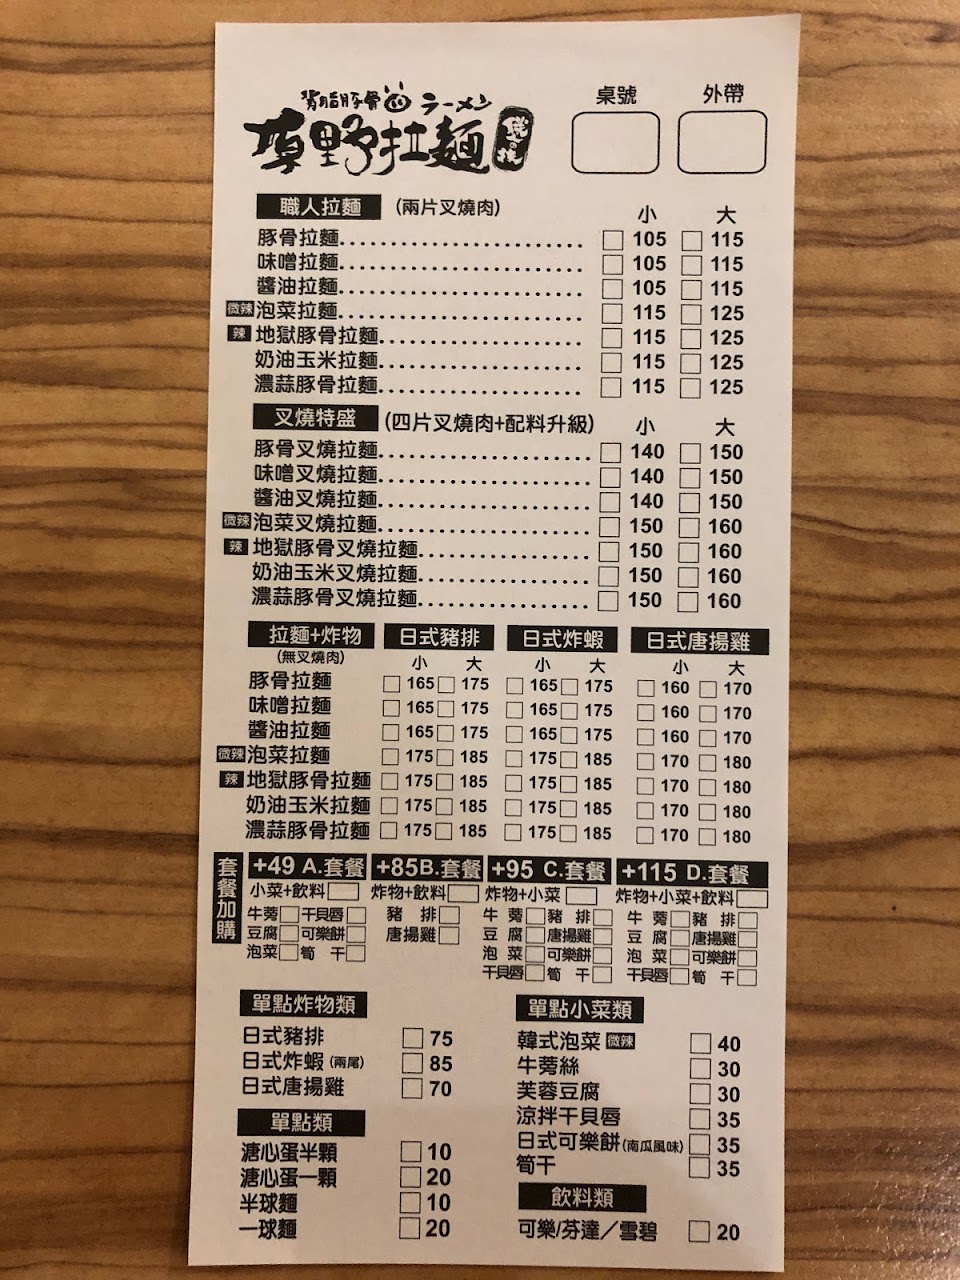 背脂豚骨 ラーメン
桌號 外帶
野拉麵
職人拉麵 (兩片叉燒肉) 小 大
豚骨拉麵 105 115
味噌拉麵 105 115
醬油拉麵 105 115
微辣 泡菜拉麵 115 125
辣 地獄豚骨拉麵 115 125
奶油玉米拉麵 115 125
濃蒜豚骨拉麵 115 125
叉燒特盛 (四片叉燒肉+配料升級) 小 大
豚骨叉燒拉麵 140 150
味噌叉燒拉麵 140 150
醬油叉燒拉麵 140 150
微辣 泡菜叉燒拉麵 150 160
辣 地獄豚骨叉燒拉麵 150 160
奶油玉米叉燒拉麵 150 160
濃蒜豚骨叉燒拉麵 150 160
拉麵+炸物 日式豬排 日式炸蝦 日式唐揚雞
(無叉燒肉) 小 大 小 大 小 大
豚骨拉麵 165 175 165 175 160 170
味噌拉麵 165 175 165 175 160 170
醬油拉麵 165 175 165 175 160 170
微辣 泡菜拉麵 175 185 175 185 170 180
辣 地獄豚骨拉麵 175 185 175 185 170 180
奶油玉米拉麵 175 185 175 185 170 180
濃蒜豚骨拉麵 175 185 175 185 170 180
套餐加購
+49 A.套餐 +85B.套餐 +95 C.套餐 +115 D.套餐
小菜+飲料 炸物+飲料 炸物+小菜 炸物+小菜+飲料
牛蒡 干貝唇 豬 排 牛 蒡 豬 排 牛 蒡 豬 排
豆腐 可樂餅 唐揚雞 豆 腐 唐揚雞 豆 腐 唐揚雞
泡菜 筍 干 泡 菜 可樂餅 泡 菜 可樂餅
干貝唇 筍 干 干貝唇 筍 干
單點炸物類
日式豬排 75
日式炸蝦 (兩尾) 85
日式唐揚雞 70
單點類
溏心蛋半顆 10
溏心蛋一顆 20
半球麵 10
一球麵 20
單點小菜類
韓式泡菜 微辣 40
牛蒡絲 30
芙蓉豆腐 30
涼拌干貝唇 35
日式可樂餅 (南瓜風味) 35
筍干 35
飲料類
可樂/芬達／雪碧 20